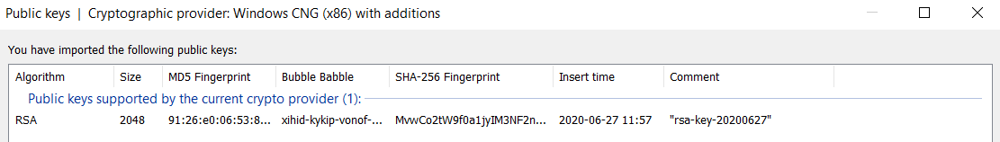 Public keys | Cryptographic provider: Windows CNG (x86) with additions
You have imported the following public keys:
Algorithm Size MD5 Fingerprint Bubble Babble SHA-256 Fingerprint Insert time Comment
Public keys supported by the current crypto provider (1):
RSA 2048 91:26:e0:06:53:8... xihid-kykip-vonof-... MvwCo2tW9f0a1jyIM3NF2n... 2020-06-27 11:57 "rsa-key-20200627"